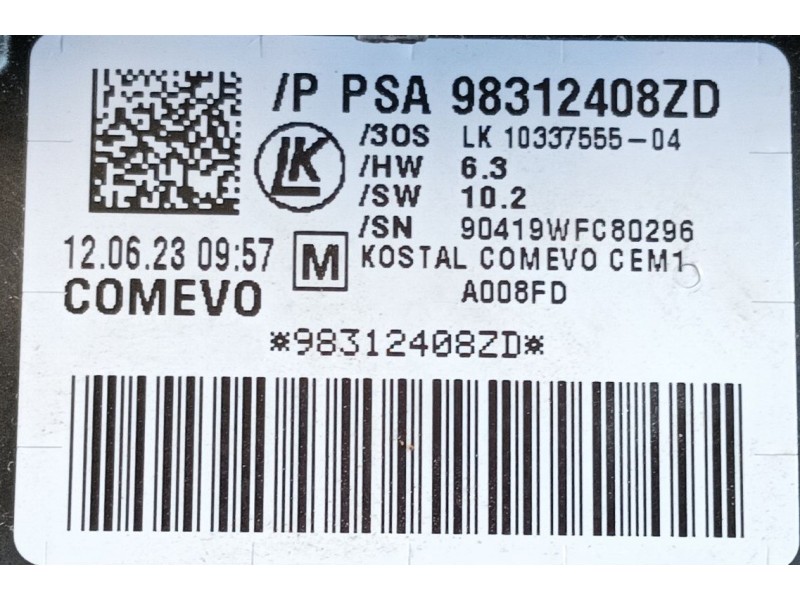 /P PSA 98312408ZD
/3OS LK 10337555-04
LK
/HW 6.3
/SW 10.2
/SN 90419WFC80296
12.06.23 09:57 M KOSTAL COMEVO CEM1
COMEVO A008FD
*98312408ZD*